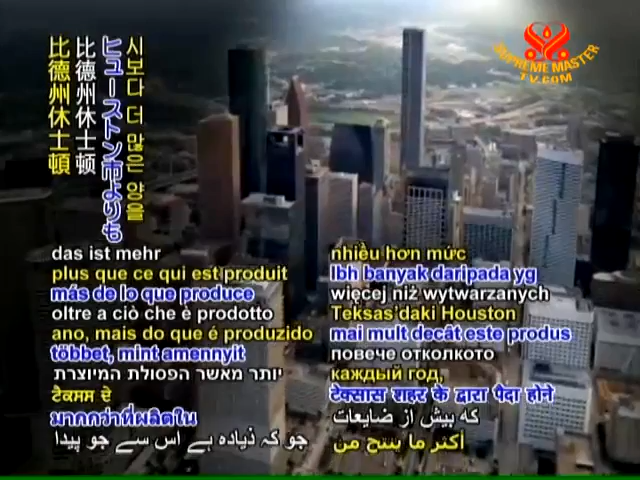 SUPREME MASTER
TV.COM
시보다 더 많은 양을
ヒューストン市よりも
比德州休士顿
比德州休士頓
das ist mehr
plus que ce qui est produit
más de lo que produce
oltre a ciò che è prodotto
ano, mais do que é produzido
többet, mint amennyit
יותר מאשר הפסולת המיוצרת
ਟੈਕਸਸ ਦੇ
มากกว่าที่ผลิตใน
جو کہ ذیادہ ہے اس سے جو پیدا
nhiều hơn mức
lbh banyak daripada yg
więcej niż wytwarzanych
Teksas'daki Houston
mai mult decât este produs
повече отколкото
каждый год,
टेक्सास शहर के द्वारा पैदा होने
که بیش از ضایعات
أكثر ما ينتج من